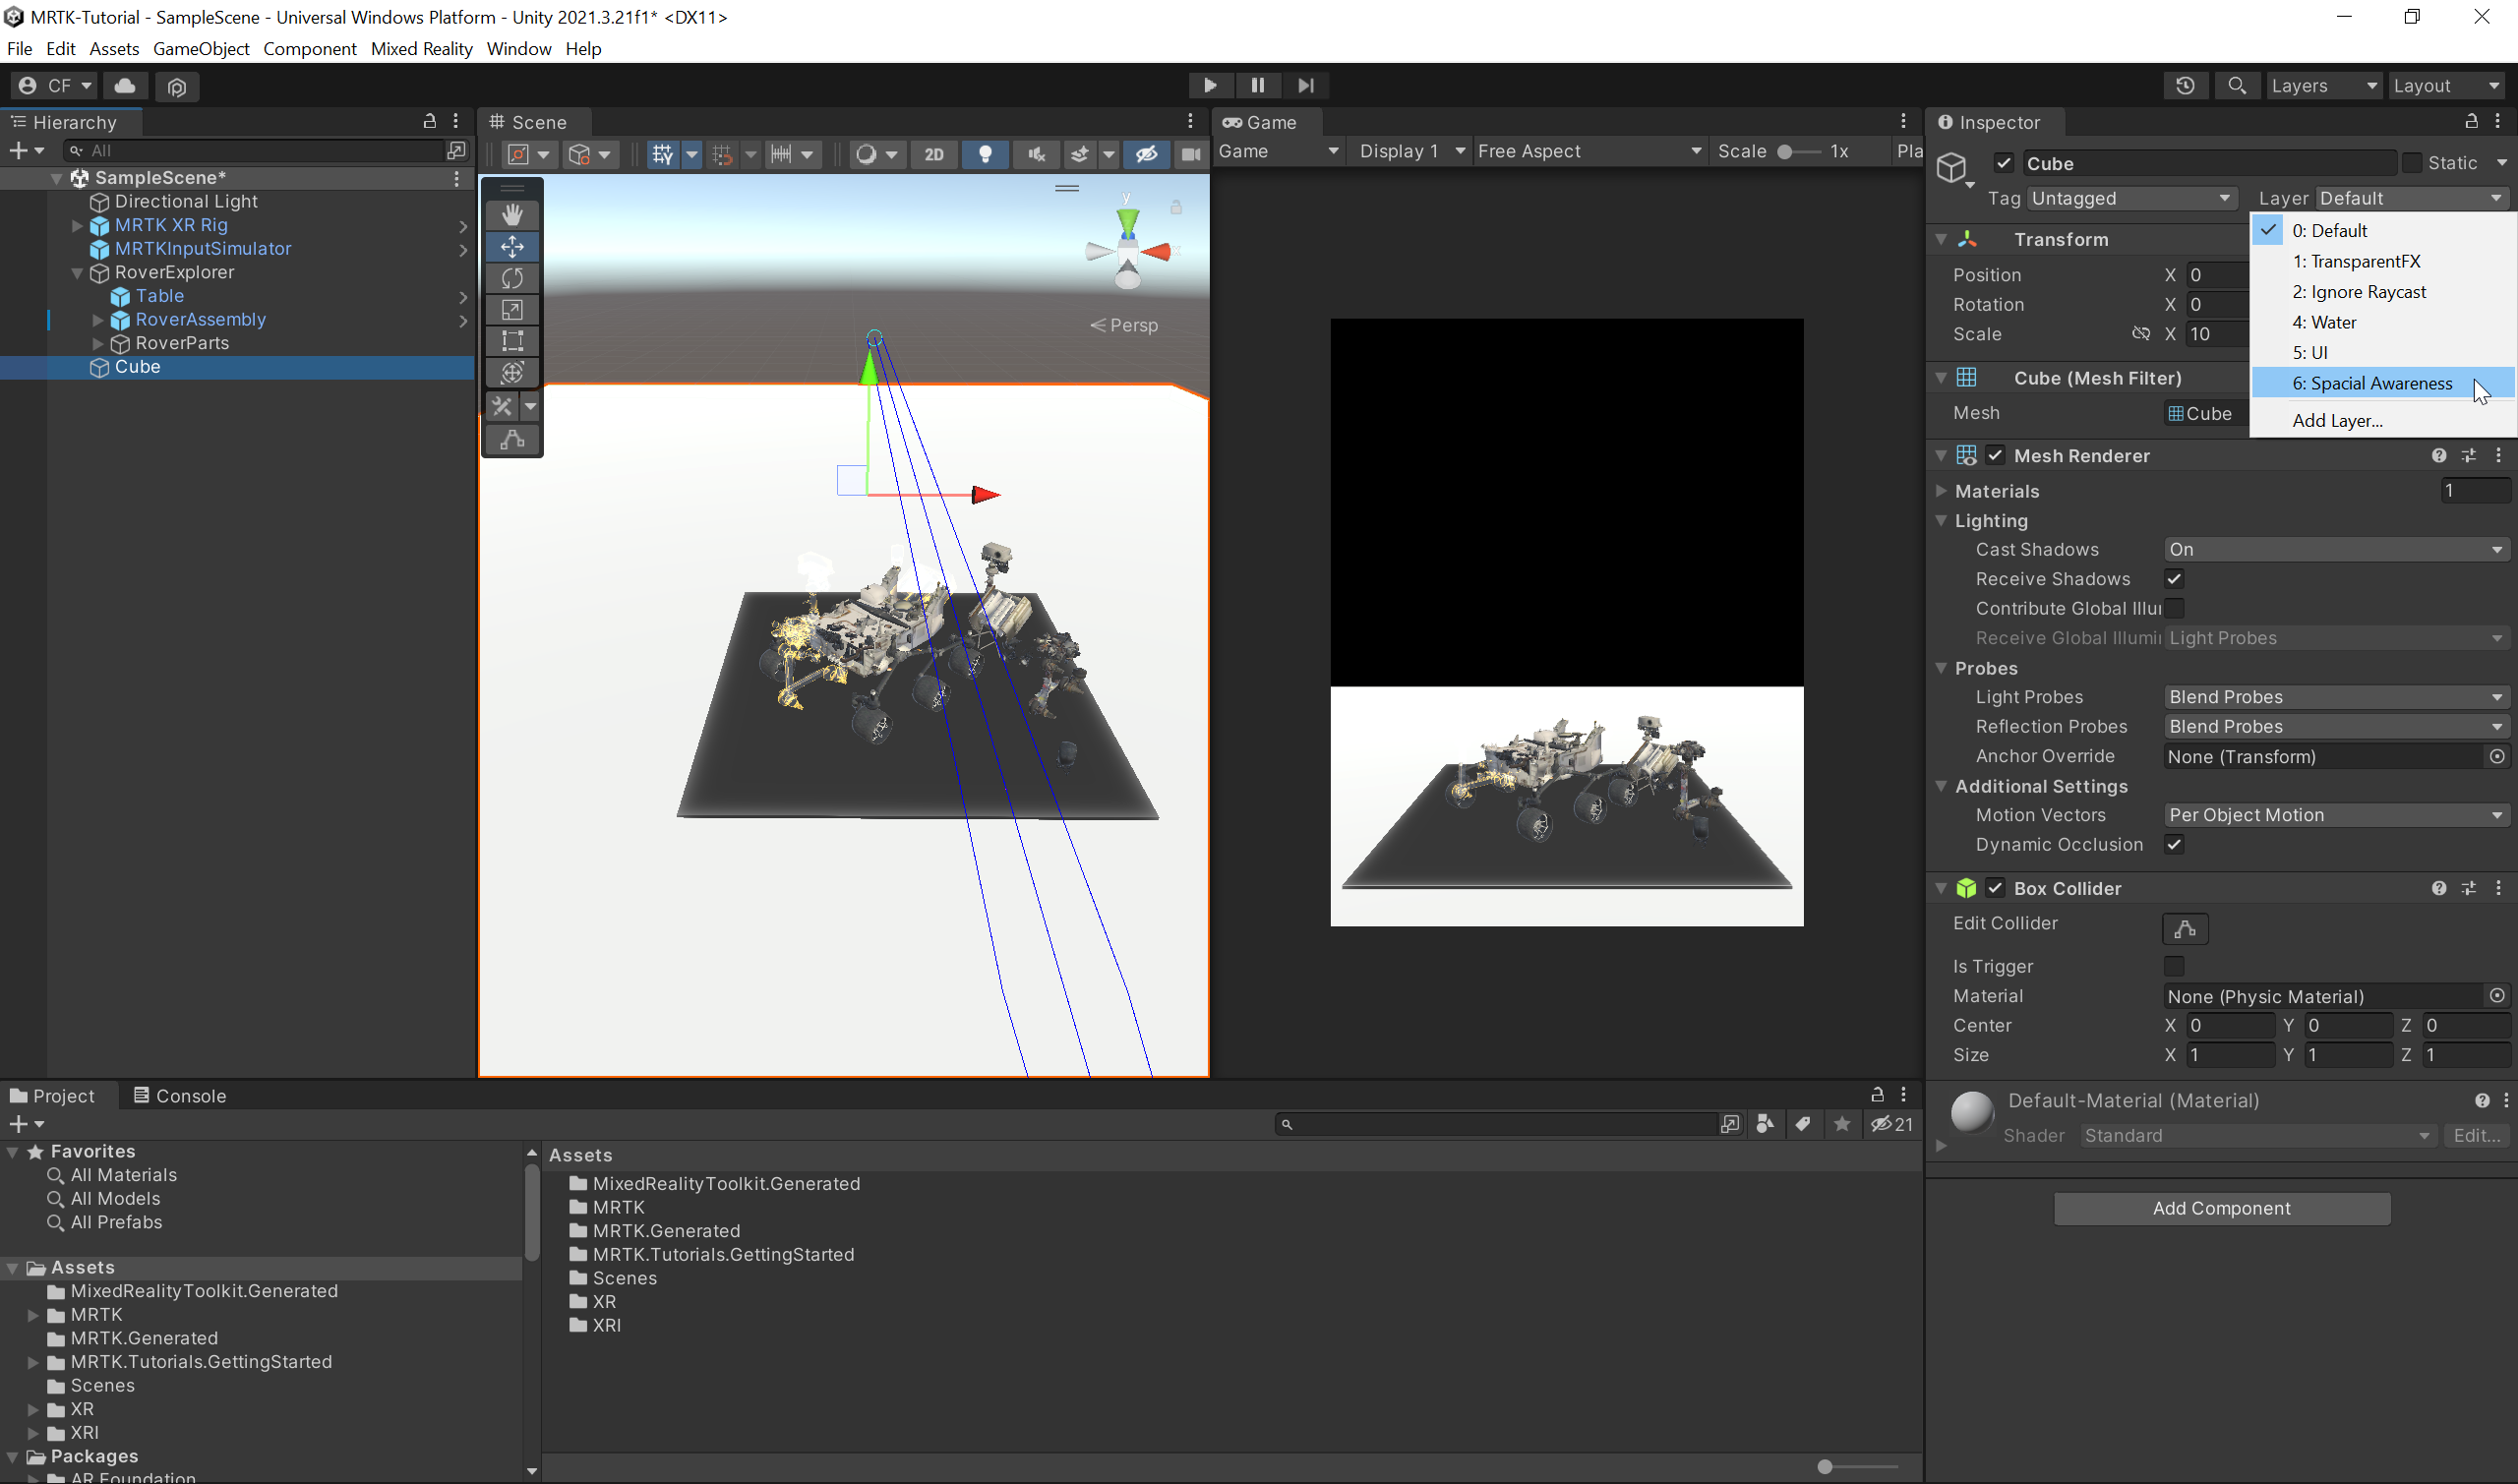 MRTK-Tutorial - SampleScene - Universal Windows Platform - Unity 2021.3.21f1* <DX11>
File Edit Assets GameObject Component Mixed Reality Window Help
CF
Layers Layout
Hierarchy
All
SampleScene*
Directional Light
MRTK XR Rig
MRTKInputSimulator
RoverExplorer
Table
RoverAssembly
RoverParts
Cube
Scene
2D
y
x
Persp
Game
Game Display 1 Free Aspect Scale 1x Pla
Inspector
Cube Static
Tag Untagged Layer Default
0: Default
1: TransparentFX
2: Ignore Raycast
4: Water
5: UI
6: Spacial Awareness
Add Layer...
Transform
Position X 0
Rotation X 0
Scale X 10
Cube (Mesh Filter)
Mesh Cube
Mesh Renderer
Materials 1
Lighting
Cast Shadows On
Receive Shadows
Contribute Global Illu
Receive Global Illumi Light Probes
Probes
Light Probes Blend Probes
Reflection Probes Blend Probes
Anchor Override None (Transform)
Additional Settings
Motion Vectors Per Object Motion
Dynamic Occlusion
Box Collider
Edit Collider
Is Trigger
Material None (Physic Material)
Center X 0 Y 0 Z 0
Size X 1 Y 1 Z 1
Default-Material (Material)
Shader Standard Edit...
Add Component
Project Console
21
Favorites
All Materials
All Models
All Prefabs
Assets
MixedRealityToolkit.Generated
MRTK
MRTK.Generated
MRTK.Tutorials.GettingStarted
Scenes
XR
XRI
Packages
AR Foundation
Assets
MixedRealityToolkit.Generated
MRTK
MRTK.Generated
MRTK.Tutorials.GettingStarted
Scenes
XR
XRI